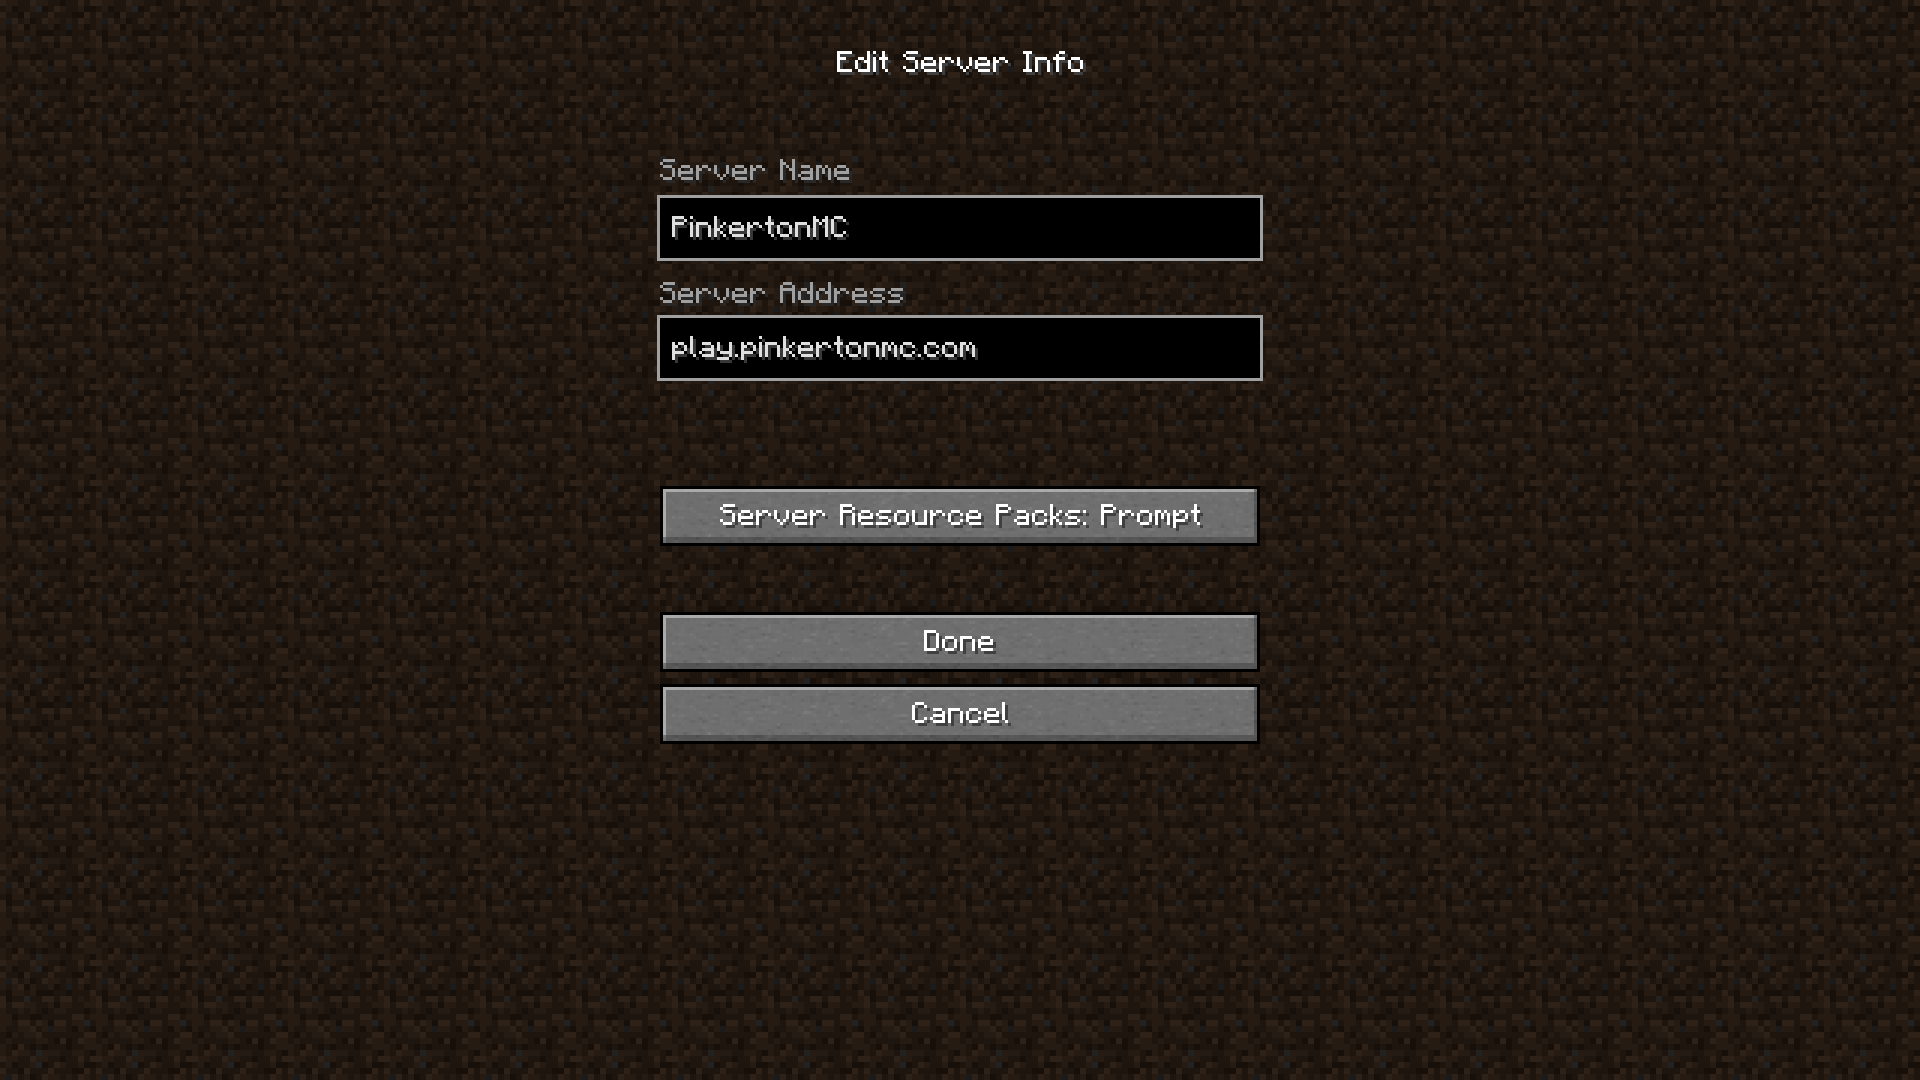 Edit Server Info
Server Name
PinkertonMC
Server Address
play.pinkertonmc.com
Server Resource Packs: Prompt
Done
Cancel